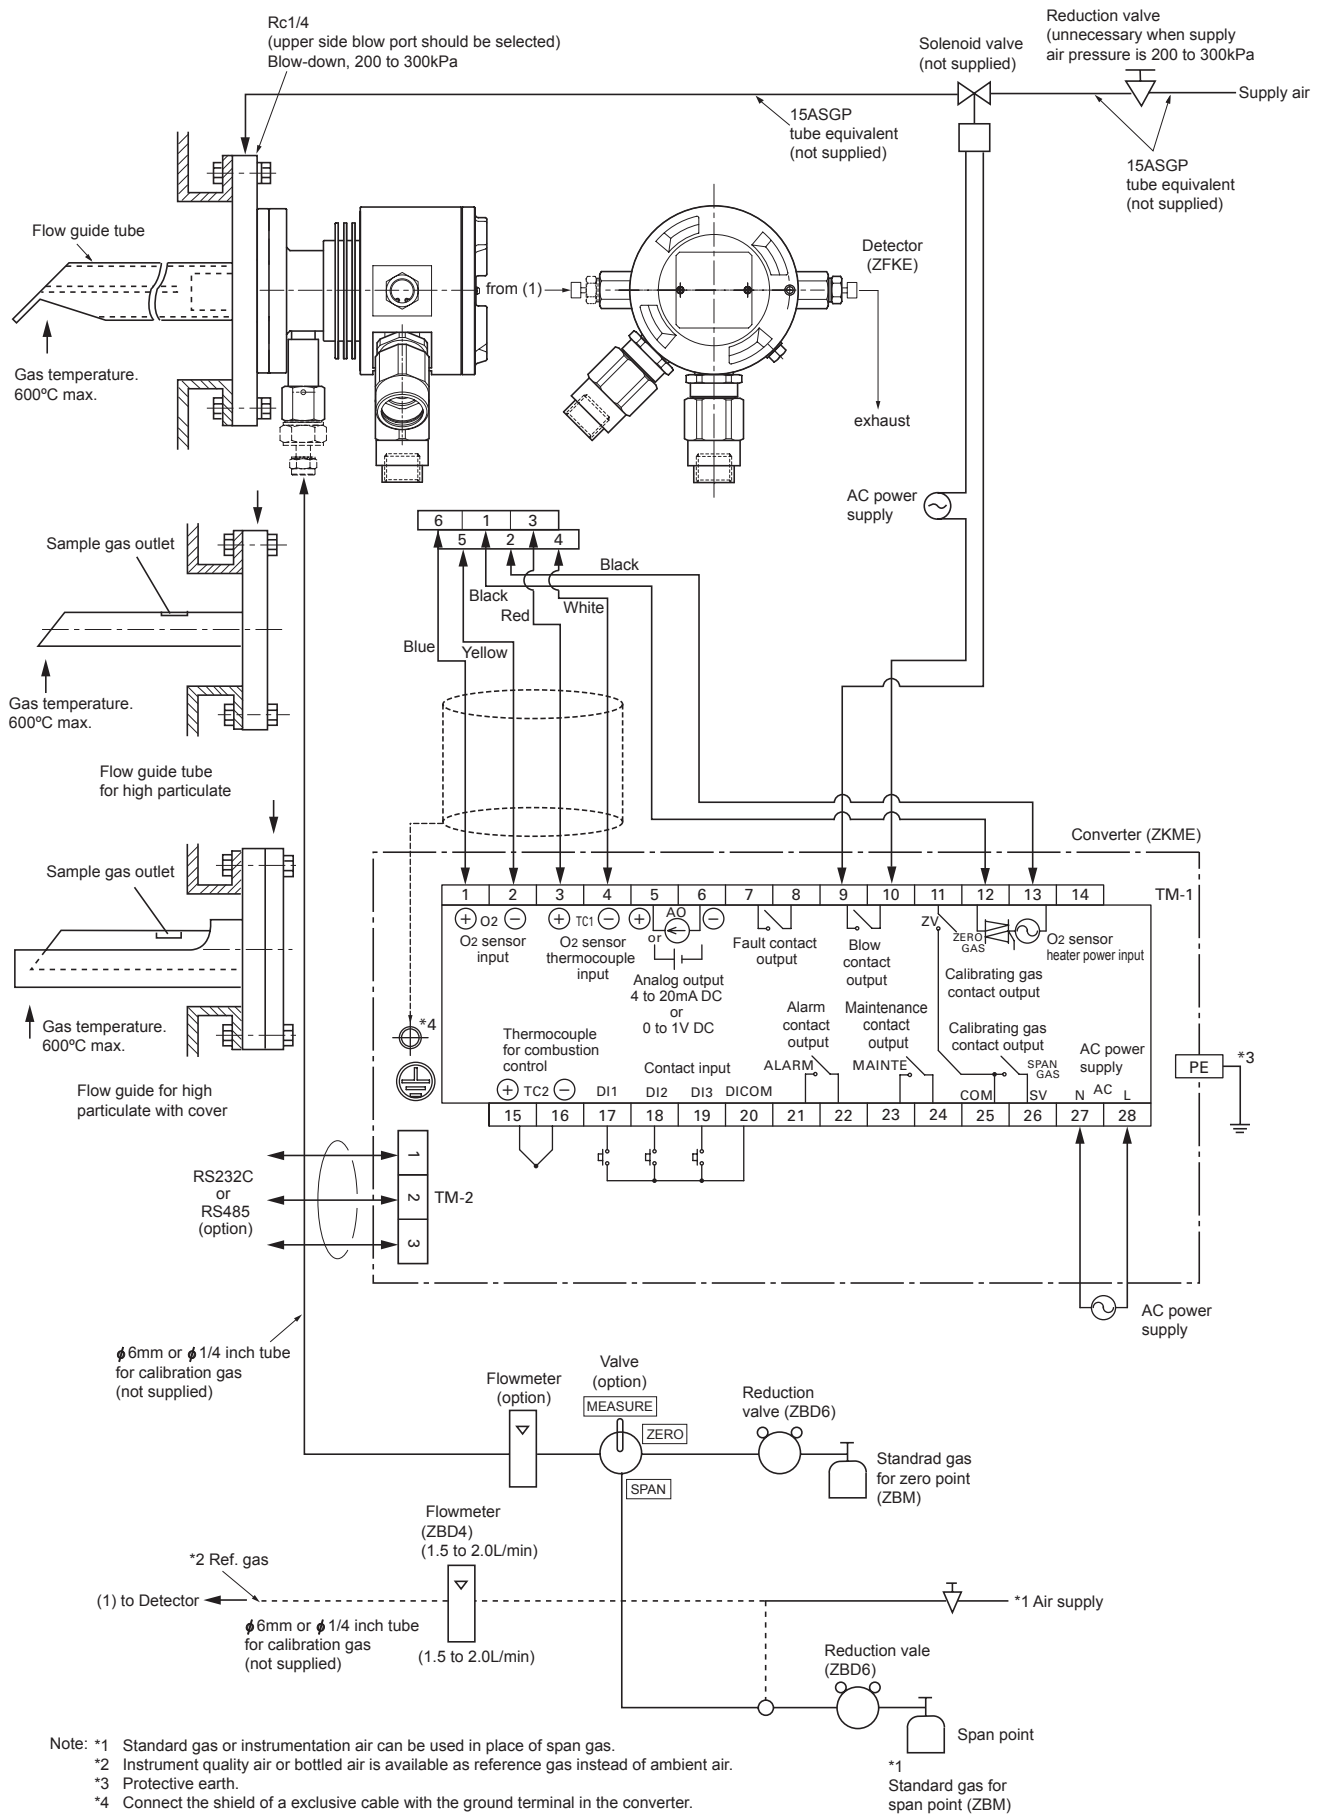 Rc1/4
(upper side blow port should be selected)
Blow-down, 200 to 300kPa
Reduction valve
(unnecessary when supply
air pressure is 200 to 300kPa
Solenoid valve
(not supplied)
Supply air
15ASGP
tube equivalent
(not supplied)
15ASGP
tube equivalent
(not supplied)
Flow guide tube
Detector
(ZFKE)
from (1)
Gas temperature.
600ºC max.
exhaust
AC power
supply
6 1 3
5 2 4
Sample gas outlet
Black
Black
White
Red
Blue
Yellow
Gas temperature.
600ºC max.
Flow guide tube
for high particulate
Converter (ZKME)
Sample gas outlet
1 2 3 4 5 6 7 8 9 10 11 12 13 14
TM-1
+ O2 −
O2 sensor
input
+ TC1 −
O2 sensor
thermocouple
input
+ AO −
or
Analog output
4 to 20mA DC
or
0 to 1V DC
Fault contact
output
Blow
contact
output
ZV
ZERO
GAS
Calibrating gas
contact output
O2 sensor
heater power input
Gas temperature.
600ºC max.
*4
Thermocouple
for combustion
control
+ TC2 −
Contact input
DI1 DI2 DI3 DICOM
Alarm
contact
output
ALARM
Maintenance
contact
output
MAINTE
Calibrating gas
contact output
SPAN
GAS
COM
SV
AC power
supply
N AC L
PE
*3
Flow guide for high
particulate with cover
15 16 17 18 19 20 21 22 23 24 25 26 27 28
RS232C
or
RS485
(option)
1
2
3
TM-2
AC power
supply
ϕ6mm or ϕ1/4 inch tube
for calibration gas
(not supplied)
Flowmeter
(option)
Valve
(option)
MEASURE
ZERO
SPAN
Reduction
valve (ZBD6)
Standrad gas
for zero point
(ZBM)
Flowmeter
(ZBD4)
(1.5 to 2.0L/min)
*2 Ref. gas
(1) to Detector
*1 Air supply
ϕ6mm or ϕ1/4 inch tube
for calibration gas
(not supplied)
(1.5 to 2.0L/min)
Reduction vale
(ZBD6)
Span point
*1
Standard gas for
span point (ZBM)
Note: *1 Standard gas or instrumentation air can be used in place of span gas.
*2 Instrument quality air or bottled air is available as reference gas instead of ambient air.
*3 Protective earth.
*4 Connect the shield of a exclusive cable with the ground terminal in the converter.